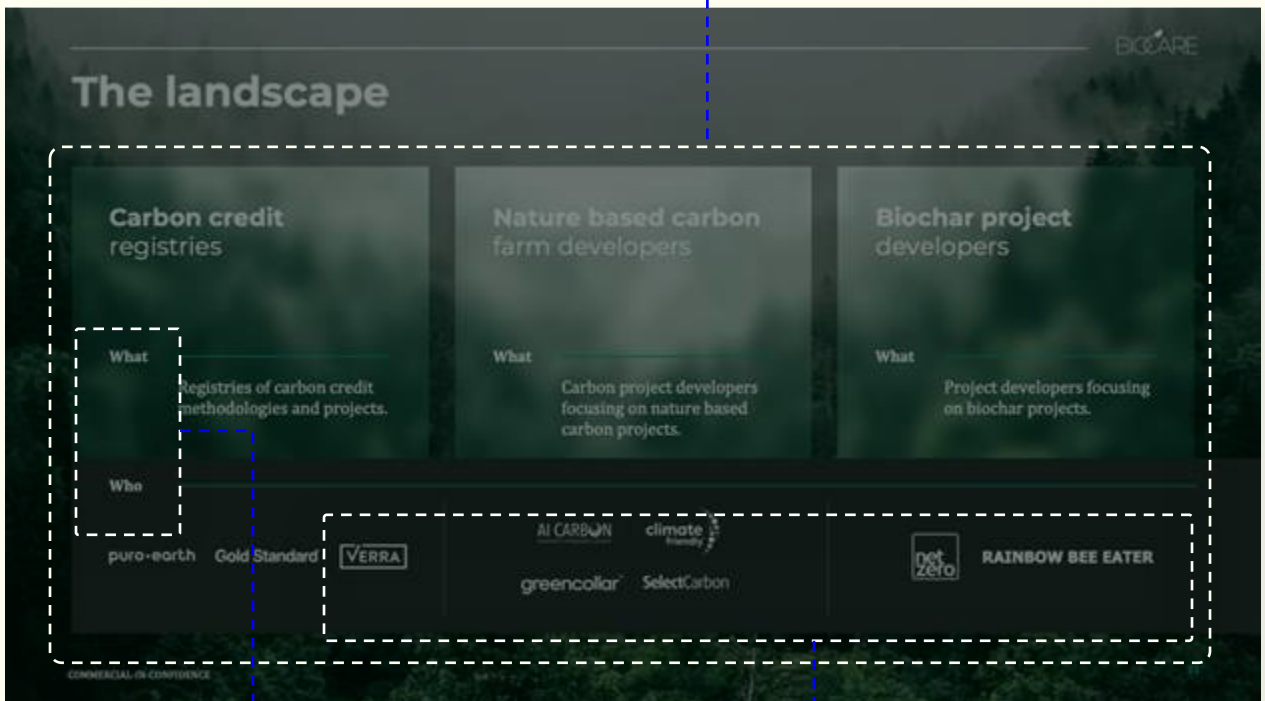 BIOCARE
The landscape
Carbon credit
registries
What
Registries of carbon credit
methodologies and projects.
Nature based carbon
farm developers
What
Carbon project developers
focusing on nature based
carbon projects.
Biochar project
developers
What
Project developers focusing
on biochar projects.
Who
puro·earth
Gold Standard
VERRA
AI CARBON
climate
friendly
greencollar
SelectCarbon
net
zero
RAINBOW BEE EATER
COMMERCIAL-IN-CONFIDENCE